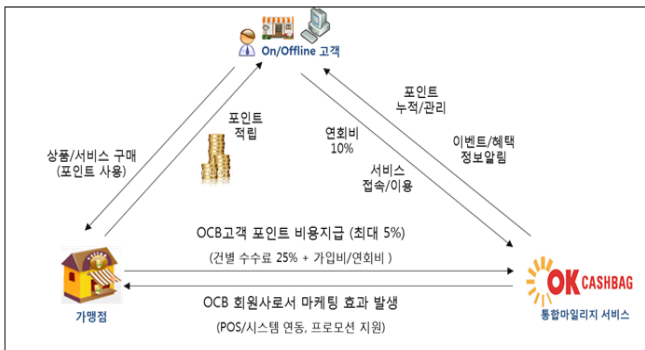 On/Offline 고객
포인트
적립
상품/서비스 구매
(포인트 사용)
연회비
10%
서비스
접속/이용
포인트
누적/관리
이벤트/혜택
정보알림
OCB고객 포인트 비용지급 (최대 5%)
(건별 수수료 25% + 가입비/연회비 )
OCB 회원사로서 마케팅 효과 발생
(POS/시스템 연동, 프로모션 지원)
가맹점
OK CASHBAG
통합마일리지 서비스